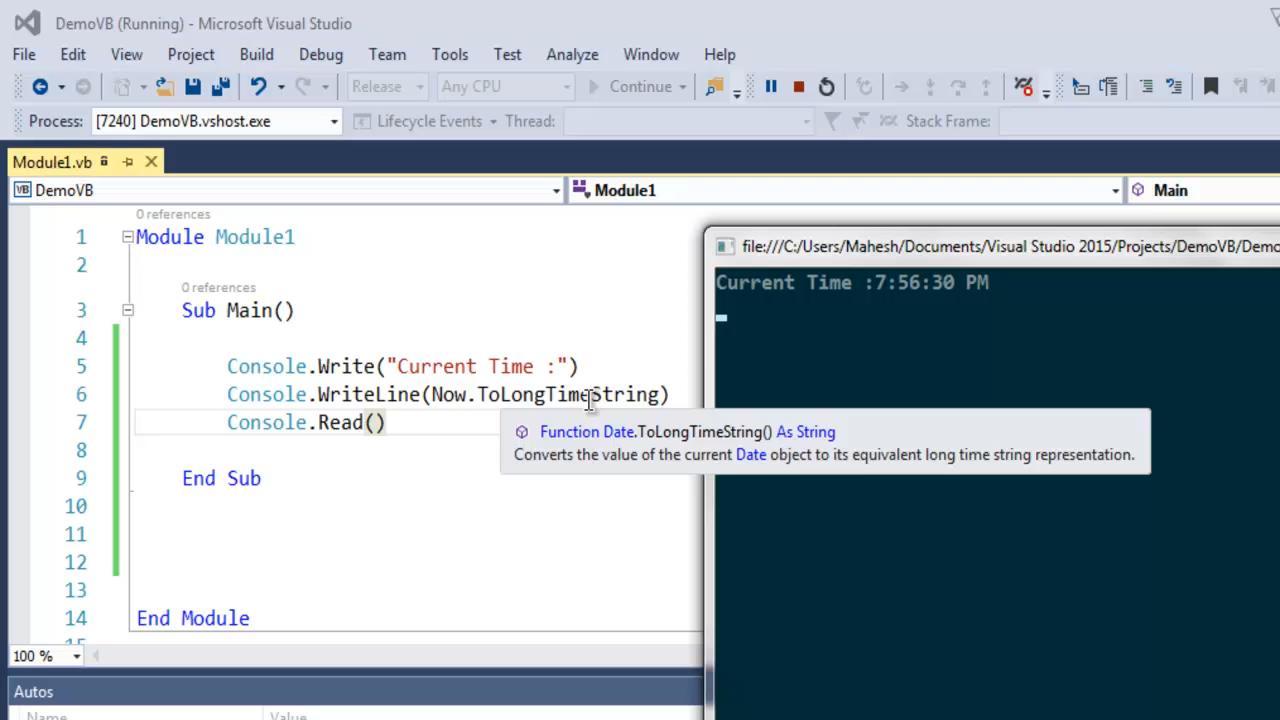 DemoVB (Running) - Microsoft Visual Studio
File Edit View Project Build Debug Team Tools Test Analyze Window Help
Release Any CPU Continue
Process: [7240] DemoVB.vshost.exe Lifecycle Events Thread: Stack Frame:
Module1.vb
VB DemoVB Module1 Main
0 references
1 Module Module1
2
0 references
3 Sub Main()
4
5 Console.Write("Current Time :")
6 Console.WriteLine(Now.ToLongTimeString)
7 Console.Read()
8
9 End Sub
10
11
12
13
14 End Module
15
100 %
Autos
Name Value
file:///C:/Users/Mahesh/Documents/Visual Studio 2015/Projects/DemoVB/Demo
Current Time :7:56:30 PM
Function Date.ToLongTimeString() As String
Converts the value of the current Date object to its equivalent long time string representation.